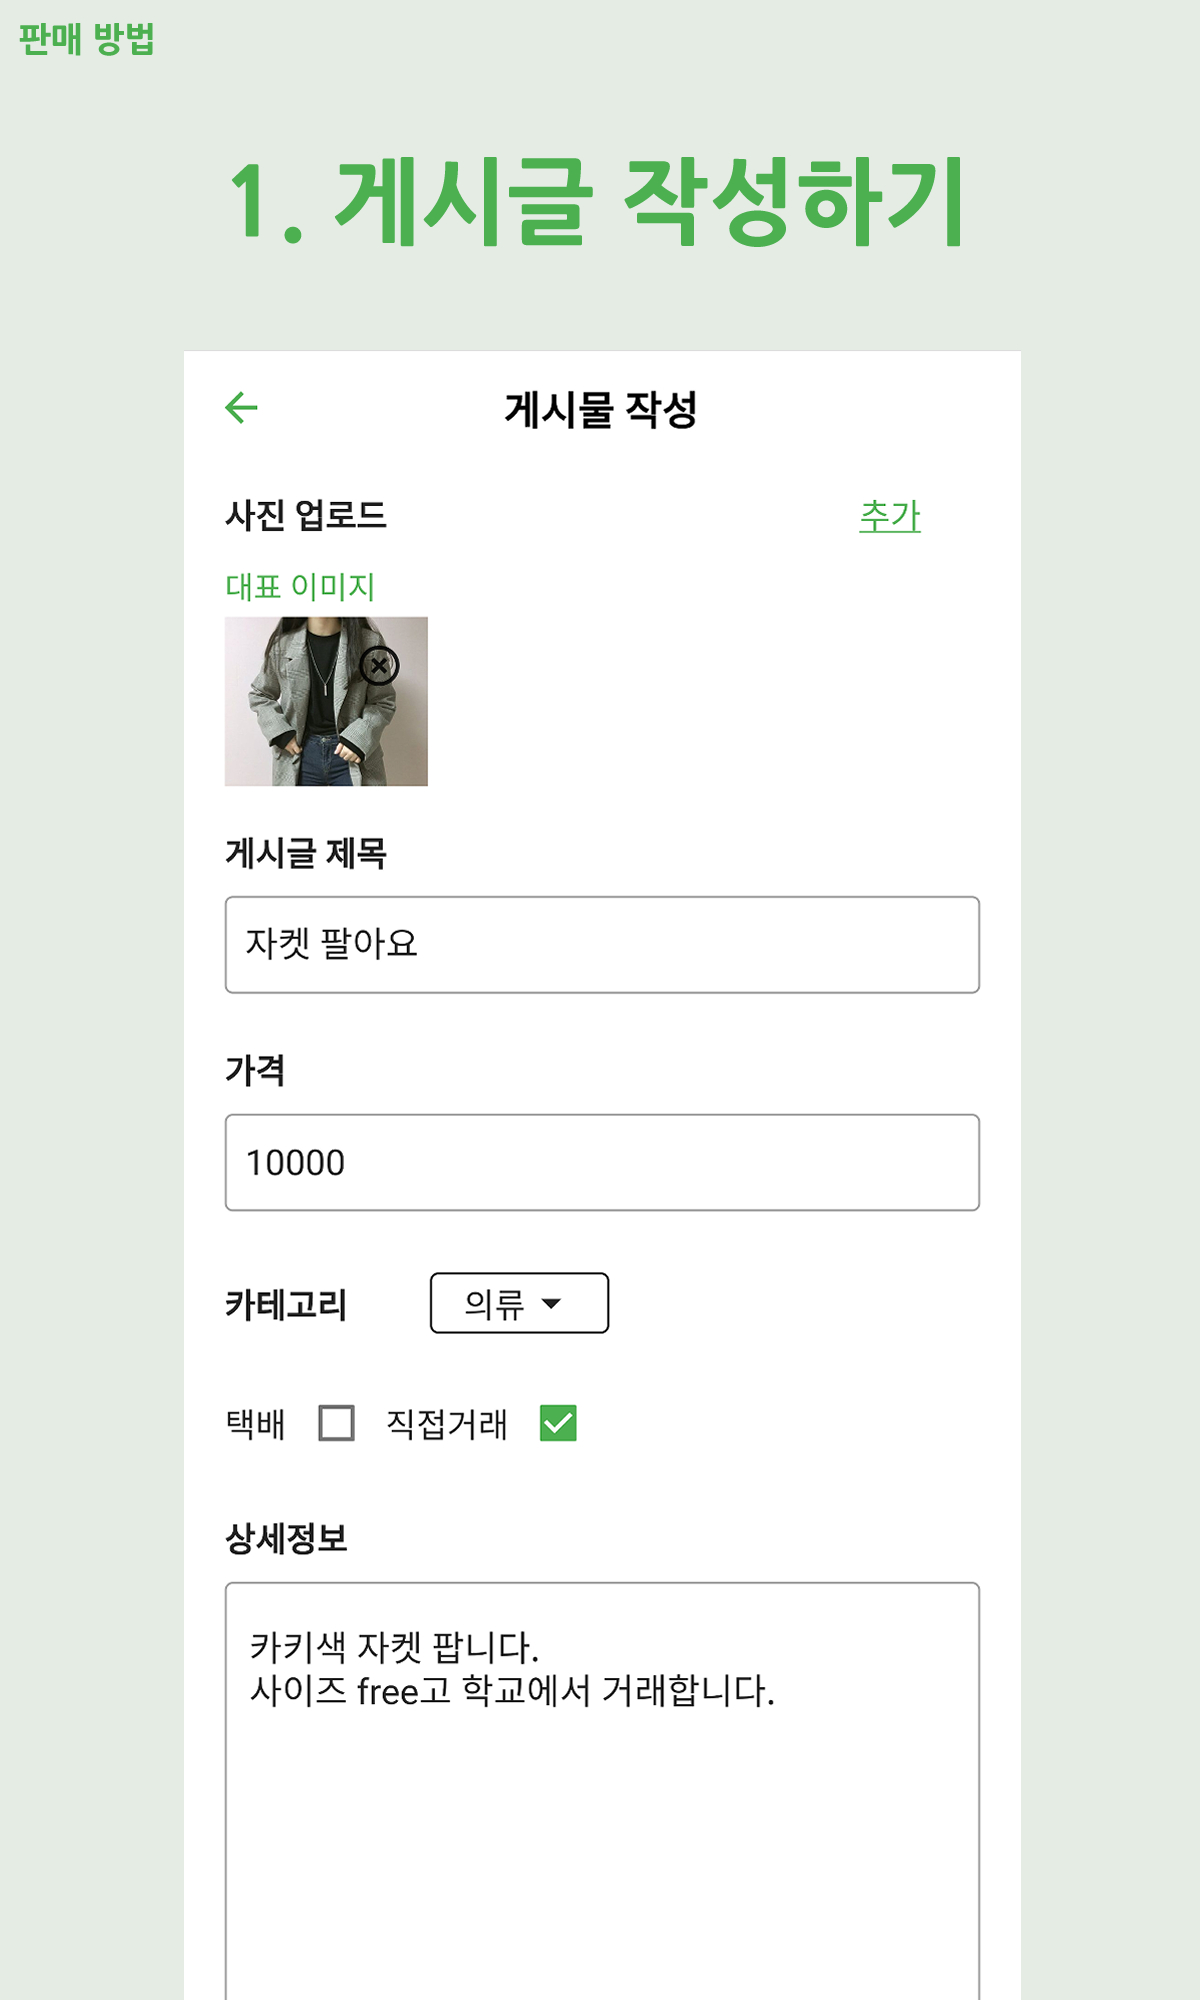 판매 방법
1. 게시글 작성하기
게시물 작성
사진 업로드 추가
대표 이미지
게시글 제목
자켓 팔아요
가격
10000
카테고리 의류
택배 직접거래
상세정보
카키색 자켓 팝니다.
사이즈 free고 학교에서 거래합니다.